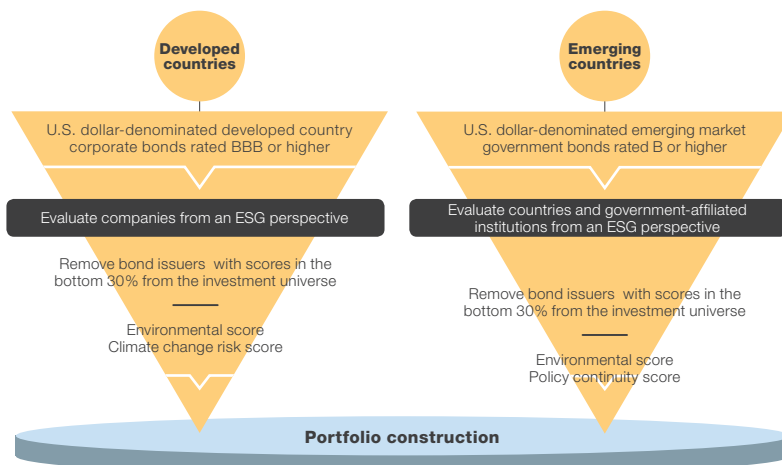 Developed
countries
U.S. dollar-denominated developed country
corporate bonds rated BBB or higher
Evaluate companies from an ESG perspective
Remove bond issuers with scores in the
bottom 30% from the investment universe
Environmental score
Climate change risk score
Emerging
countries
U.S. dollar-denominated emerging market
government bonds rated B or higher
Evaluate countries and government-affiliated
institutions from an ESG perspective
Remove bond issuers with scores in the
bottom 30% from the investment universe
Environmental score
Policy continuity score
Portfolio construction